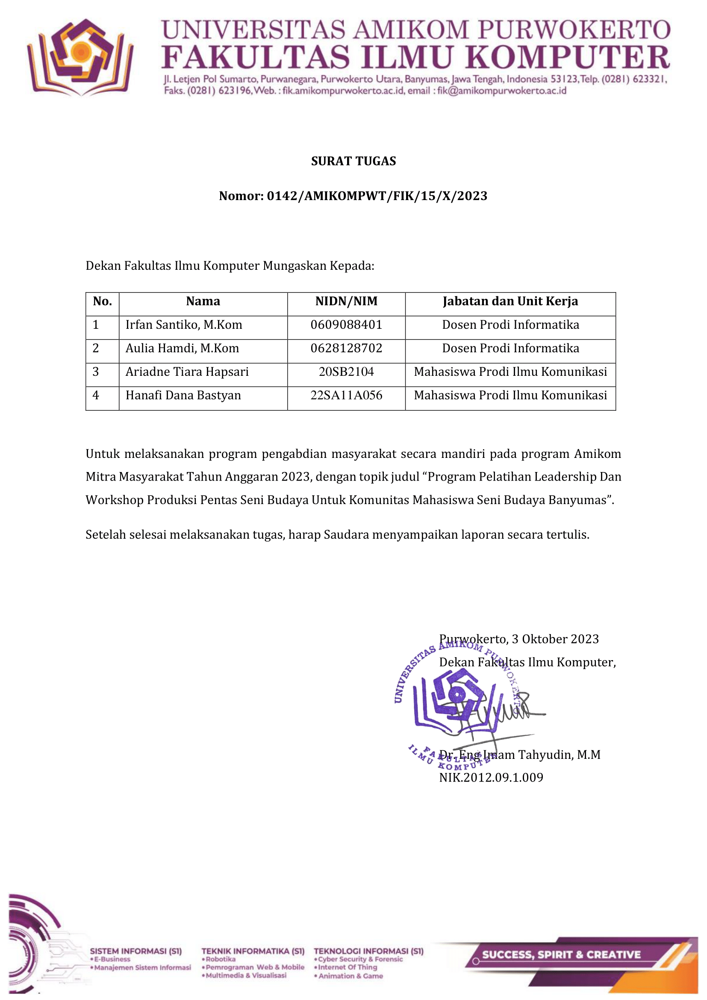 UNIVERSITAS AMIKOM PURWOKERTO
FAKULTAS ILMU KOMPUTER
Jl. Letjen Pol Sumarto, Purwanegara, Purwokerto Utara, Banyumas, Jawa Tengah, Indonesia 53123, Telp. (0281) 623321,
Faks. (0281) 623196, Web. : fik.amikompurwokerto.ac.id, email : fik@amikompurwokerto.ac.id
SURAT TUGAS
Nomor: 0142/AMIKOMPWT/FIK/15/X/2023
Dekan Fakultas Ilmu Komputer Mungaskan Kepada:
No. Nama NIDN/NIM Jabatan dan Unit Kerja
1 Irfan Santiko, M.Kom 0609088401 Dosen Prodi Informatika
2 Aulia Hamdi, M.Kom 0628128702 Dosen Prodi Informatika
3 Ariadne Tiara Hapsari 20SB2104 Mahasiswa Prodi Ilmu Komunikasi
4 Hanafi Dana Bastyan 22SA11A056 Mahasiswa Prodi Ilmu Komunikasi
Untuk melaksanakan program pengabdian masyarakat secara mandiri pada program Amikom
Mitra Masyarakat Tahun Anggaran 2023, dengan topik judul “Program Pelatihan Leadership Dan
Workshop Produksi Pentas Seni Budaya Untuk Komunitas Mahasiswa Seni Budaya Banyumas”.
Setelah selesai melaksanakan tugas, harap Saudara menyampaikan laporan secara tertulis.
Purwokerto, 3 Oktober 2023
Dekan Fakultas Ilmu Komputer,
UNIVERSITAS AMIKOM PURWOKERTO
FAKULTAS
ILMU KOMPUTER
Dr. Eng Imam Tahyudin, M.M
NIK.2012.09.1.009
SISTEM INFORMASI (S1)
• E-Business
• Manajemen Sistem Informasi
TEKNIK INFORMATIKA (S1)
• Robotika
• Pemrograman Web & Mobile
• Multimedia & Visualisasi
TEKNOLOGI INFORMASI (S1)
• Cyber Security & Forensic
• Internet Of Thing
• Animation & Game
SUCCESS, SPIRIT & CREATIVE